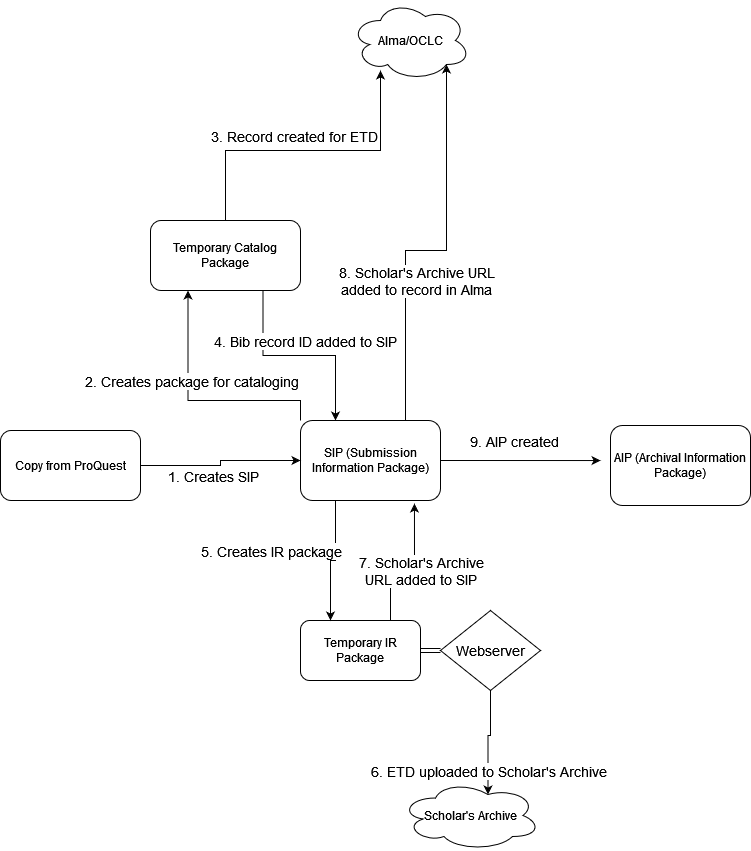 Alma/OCLC
3. Record created for ETD
Temporary Catalog
Package
8. Scholar's Archive URL
added to record in Alma
4. Bib record ID added to SIP
2. Creates package for cataloging
Copy from ProQuest
1. Creates SIP
SIP (Submission
Information Package)
9. AIP created
AIP (Archival Information
Package)
5. Creates IR package
7. Scholar's Archive
URL added to SIP
Temporary IR
Package
Webserver
6. ETD uploaded to Scholar's Archive
Scholar's Archive